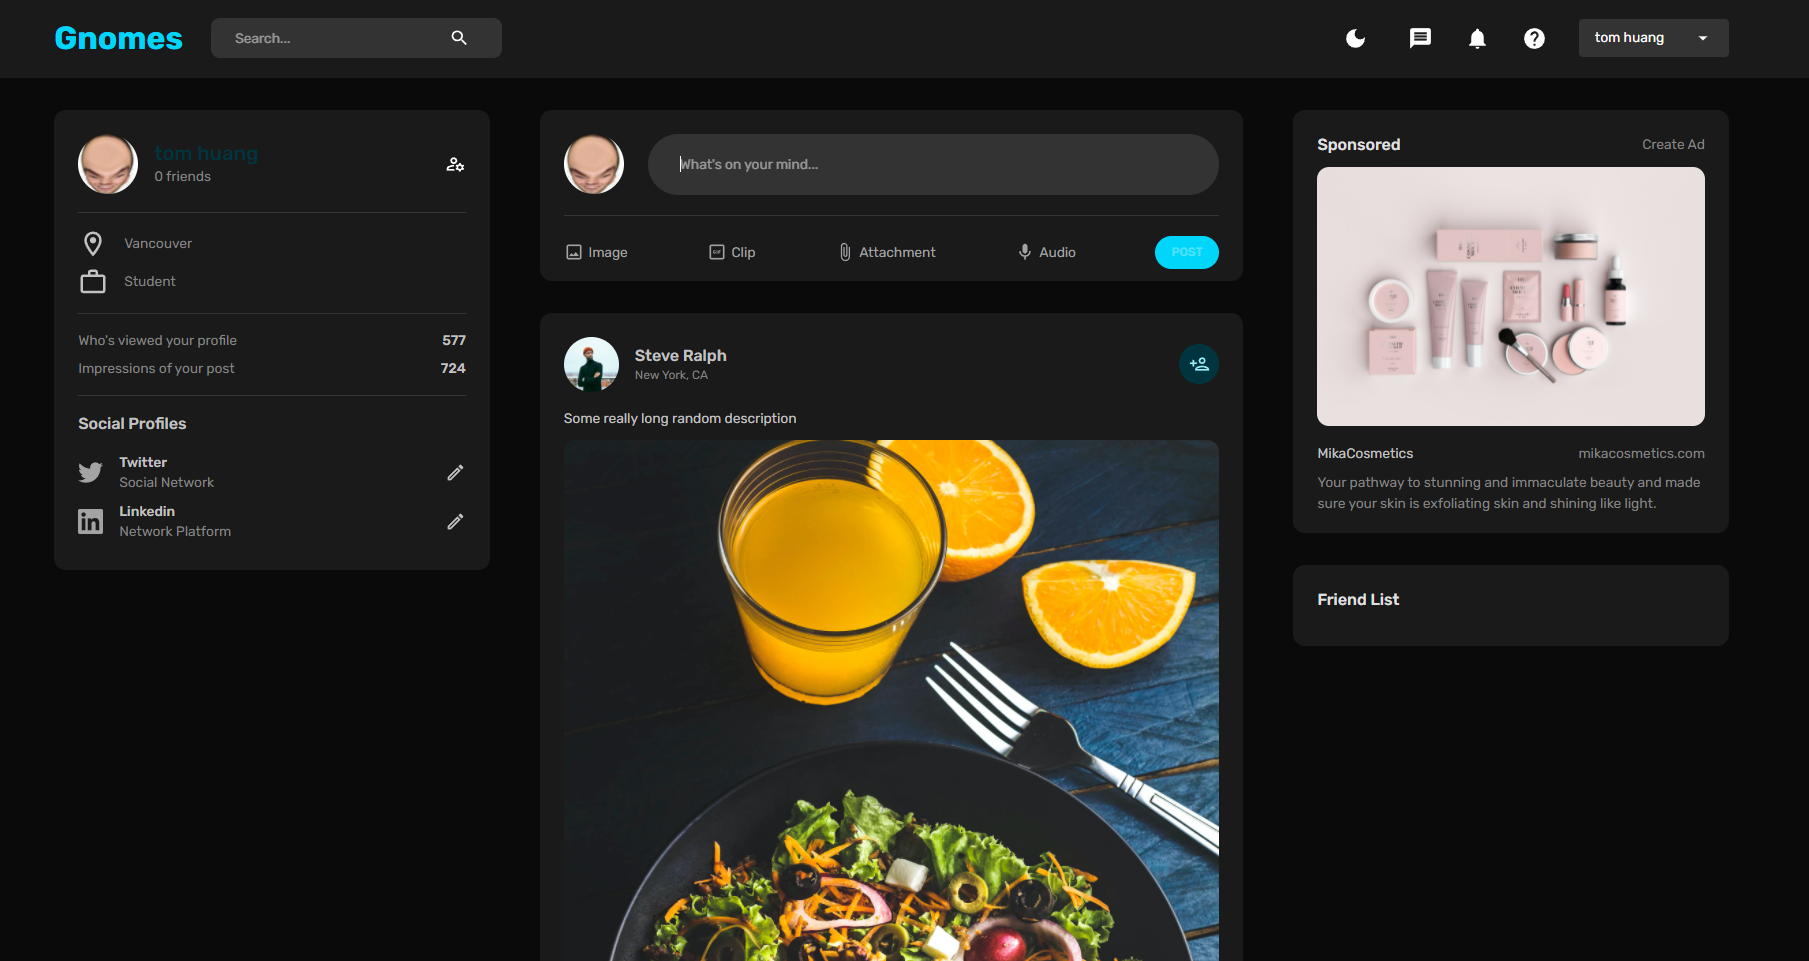 Gnomes
Search...
tom huang
tom huang
0 friends
Vancouver
Student
Who's viewed your profile 577
Impressions of your post 724
Social Profiles
Twitter
Social Network
Linkedin
Network Platform
What's on your mind...
Image Clip Attachment Audio POST
Steve Ralph
New York, CA
Some really long random description
Sponsored Create Ad
MikaCosmetics mikacosmetics.com
Your pathway to stunning and immaculate beauty and made
sure your skin is exfoliating skin and shining like light.
Friend List